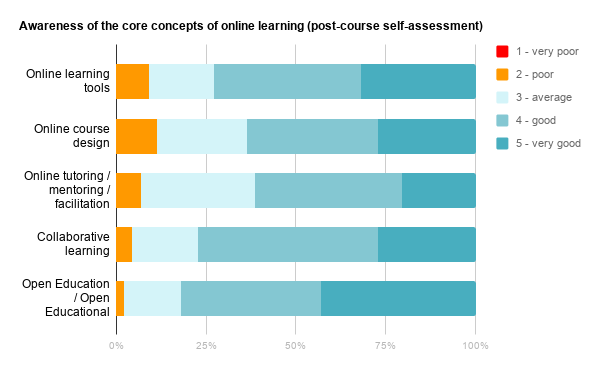 Awareness of the core concepts of online learning (post-course self-assessment)
1 - very poor
2 - poor
3 - average
4 - good
5 - very good
Online learning
tools
Online course
design
Online tutoring /
mentoring /
facilitation
Collaborative
learning
Open Education
/ Open
Educational
0%
25%
50%
75%
100%